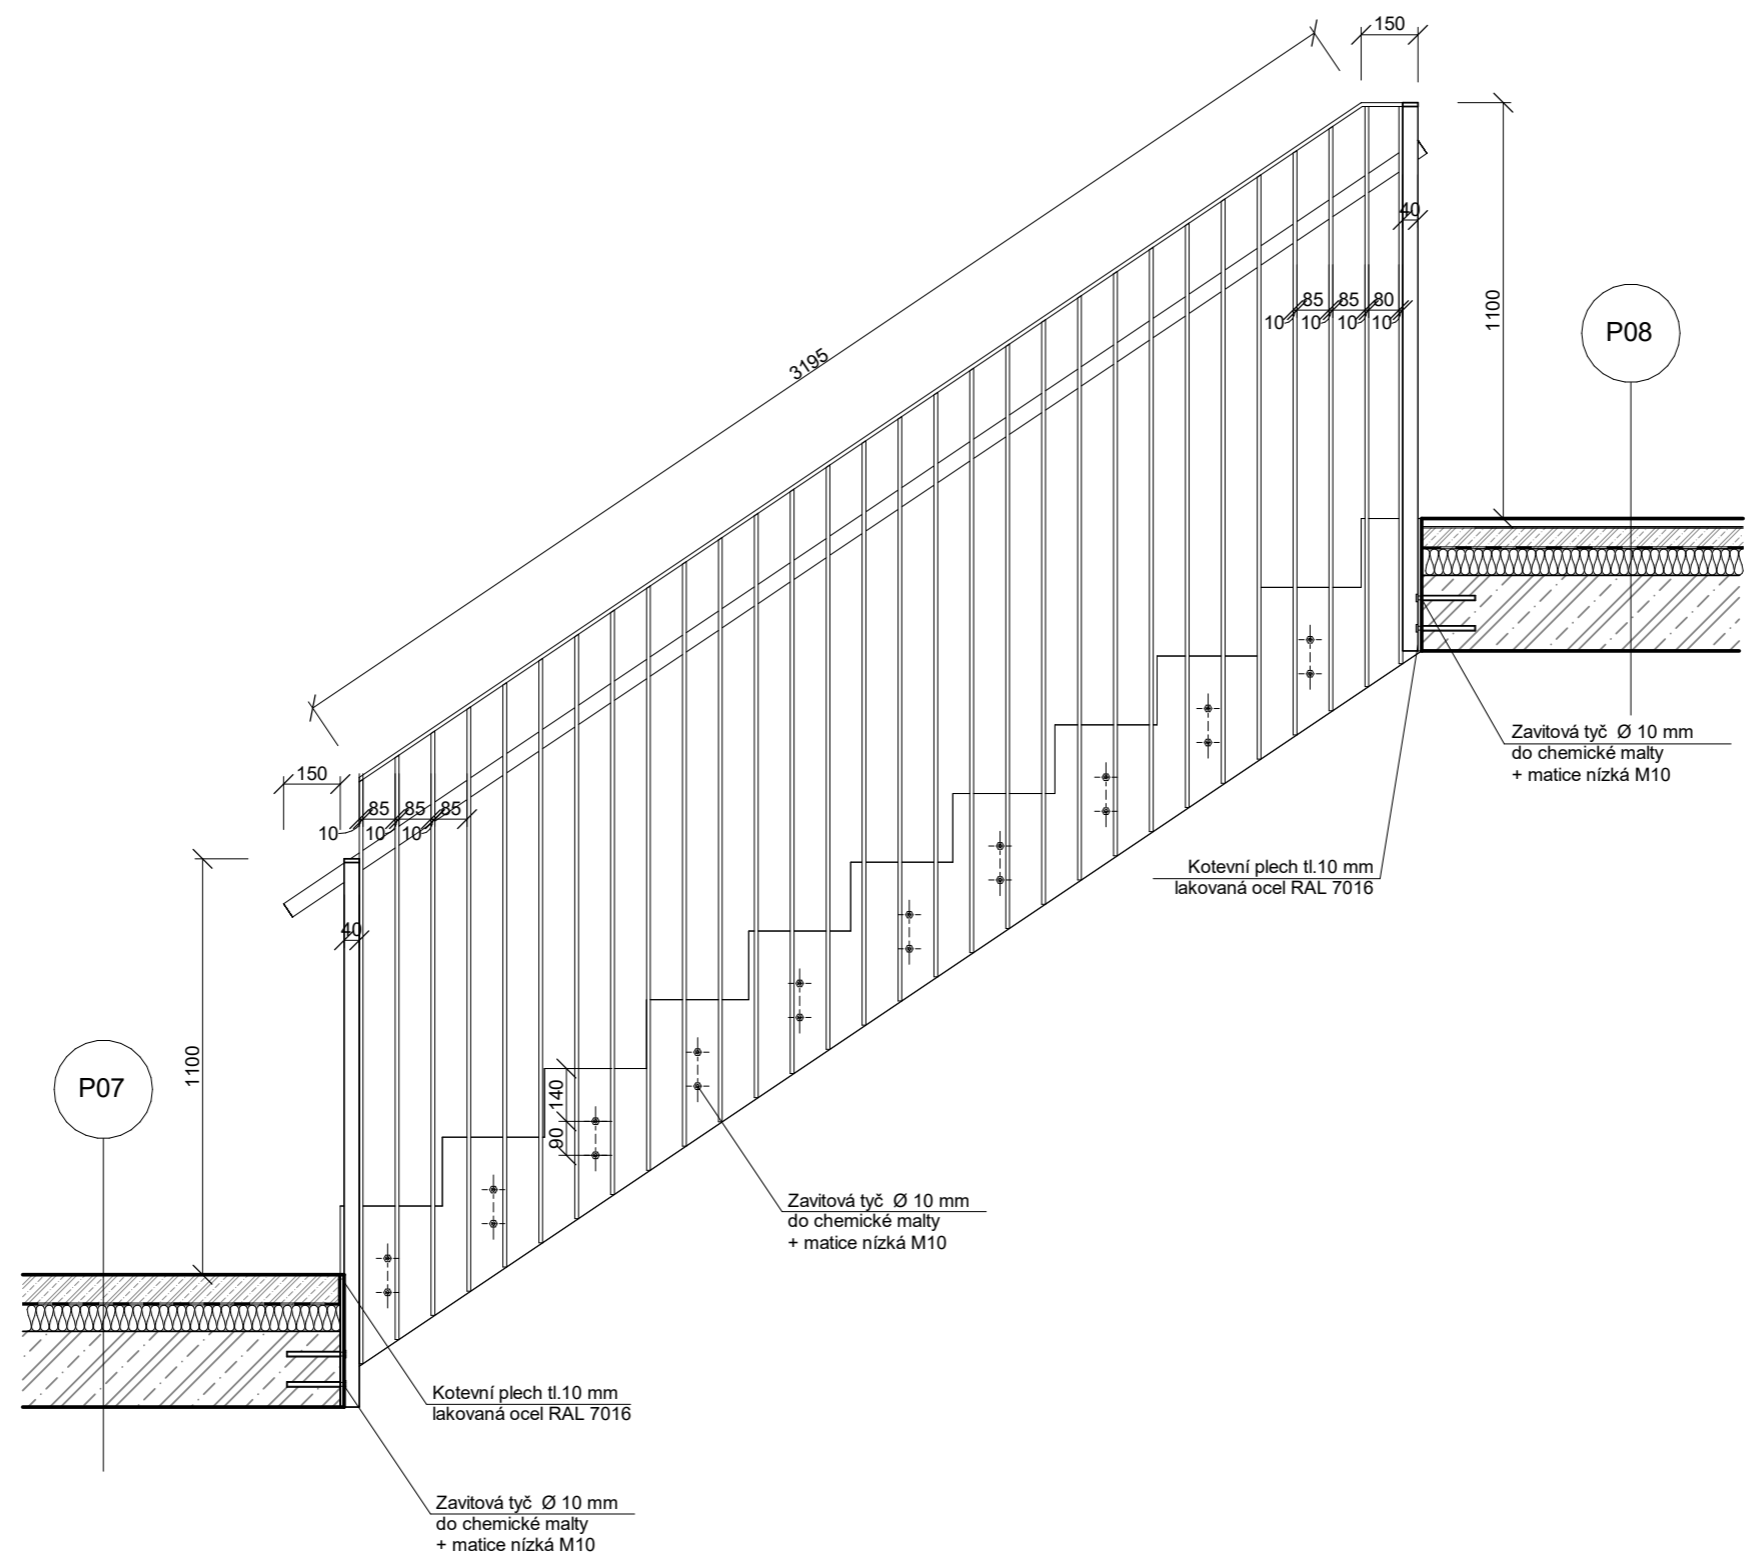 150
40
85
85
80
10
10
10
10
1100
P08
3195
Zavitová tyč Ø 10 mm
do chemické malty
+ matice nízká M10
150
85
85
85
10
10
10
Kotevní plech tl.10 mm
lakovaná ocel RAL 7016
40
1100
P07
140
90
Zavitová tyč Ø 10 mm
do chemické malty
+ matice nízká M10
Kotevní plech tl.10 mm
lakovaná ocel RAL 7016
Zavitová tyč Ø 10 mm
do chemické malty
+ matice nízká M10